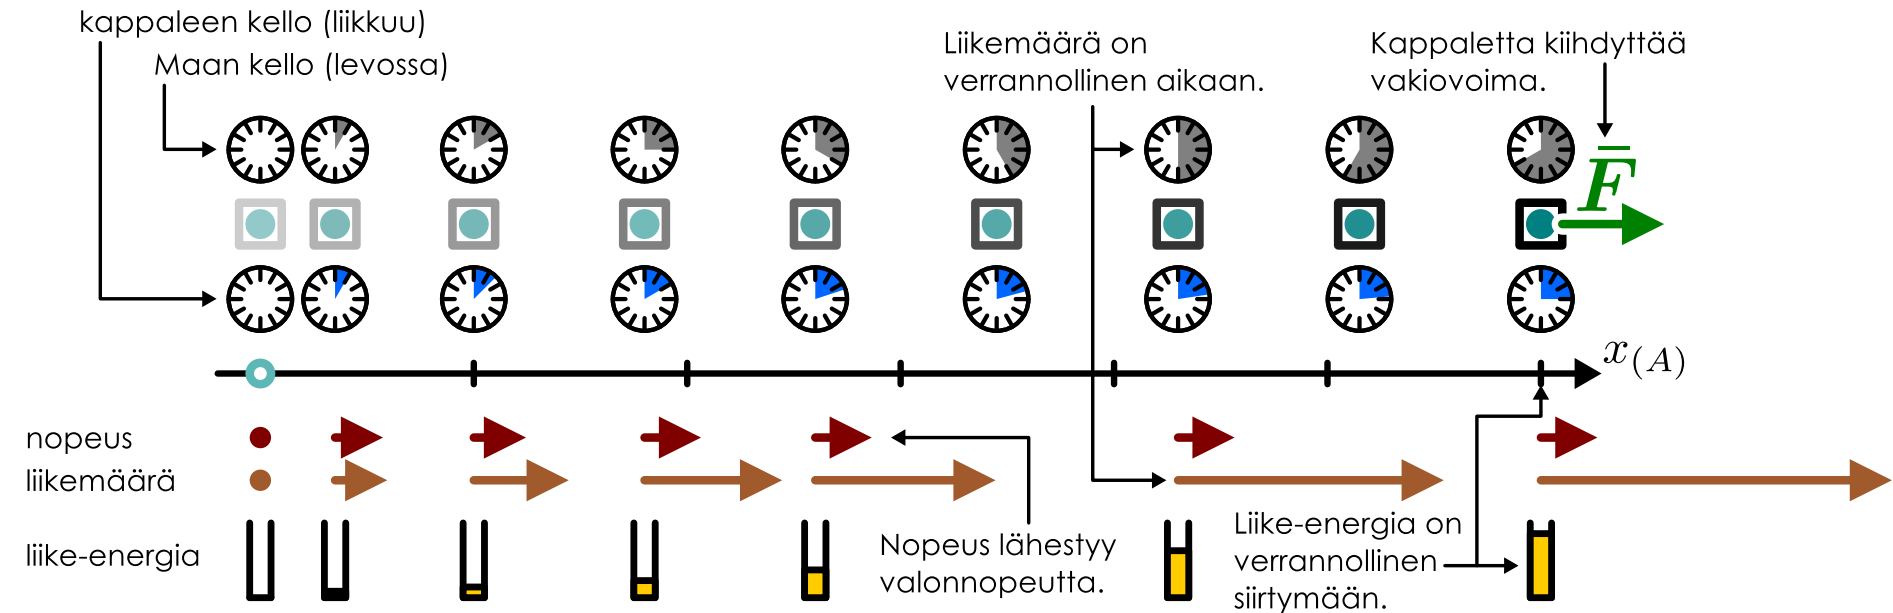 kappaleen kello (liikkuu)
Maan kello (levossa)
Liikemäärä on
verrannollinen aikaan.
Kappaletta kiihdyttää
vakiovoima.
F̅
x(A)
nopeus
liikemäärä
liike-energia
Nopeus lähestyy
valonnopeutta.
Liike-energia on
verrannollinen
siirtymään.